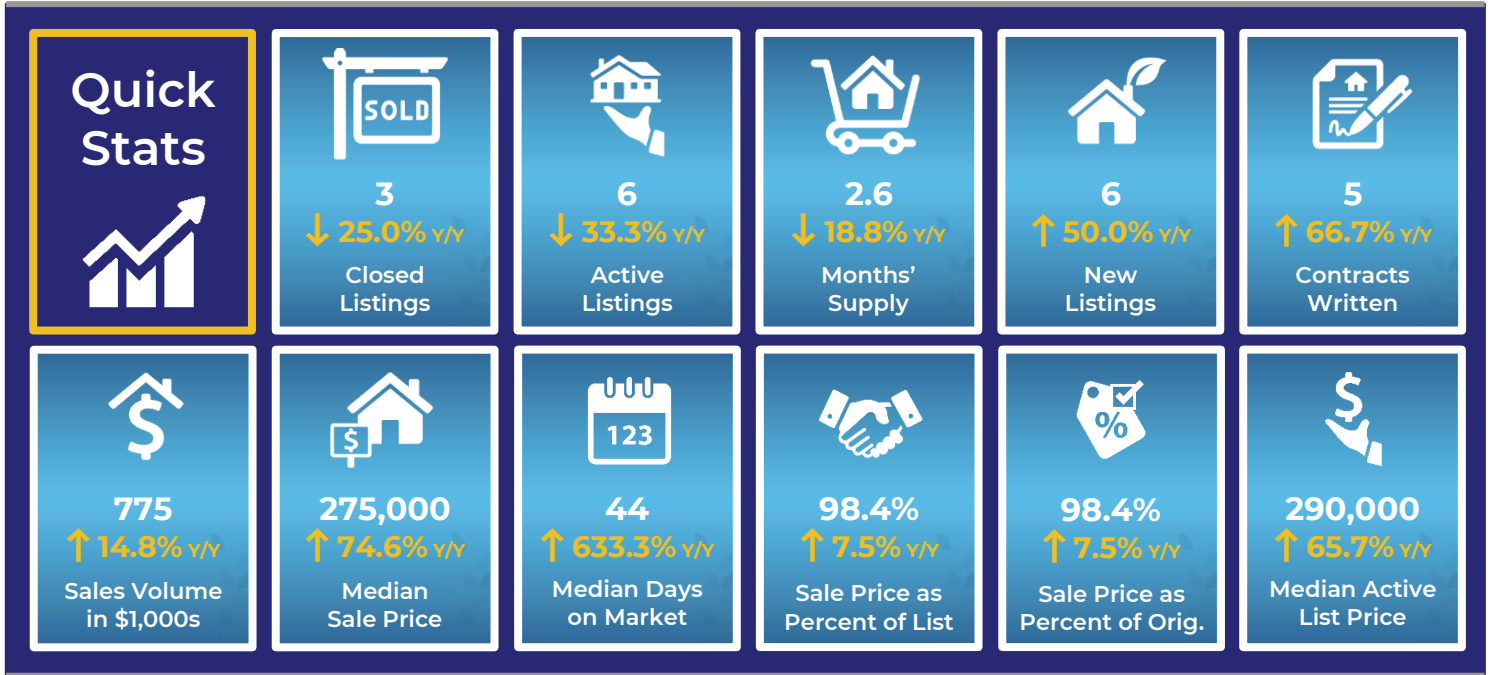 Quick
Stats
SOLD
3
↓ 25.0% Y/Y
Closed
Listings
6
↓ 33.3% Y/Y
Active
Listings
2.6
↓ 18.8% Y/Y
Months’
Supply
6
↑ 50.0% Y/Y
New
Listings
5
↑ 66.7% Y/Y
Contracts
Written
$
775
↑ 14.8% Y/Y
Sales Volume
in $1,000s
$
275,000
↑ 74.6% Y/Y
Median
Sale Price
123
44
↑ 633.3% Y/Y
Median Days
on Market
98.4%
↑ 7.5% Y/Y
Sale Price as
Percent of List
%
98.4%
↑ 7.5% Y/Y
Sale Price as
Percent of Orig.
$
290,000
↑ 65.7% Y/Y
Median Active
List Price